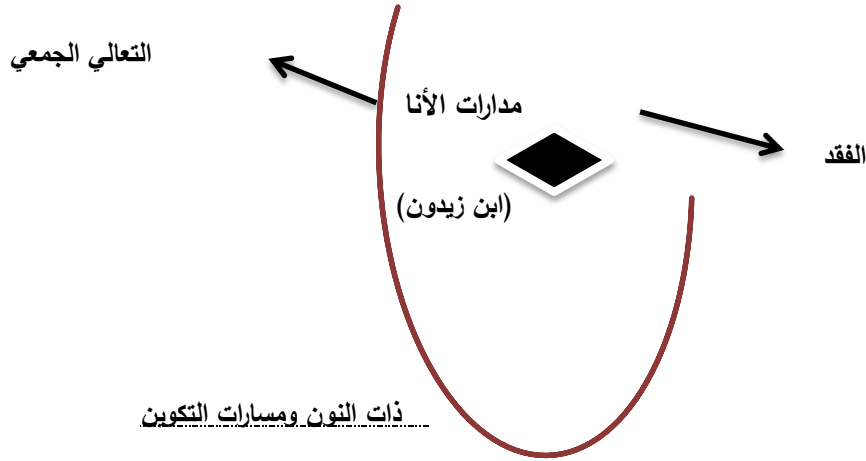 التعالي الجمعي
مدارات الأنا
الفقد
(ابن زيدون)
ذات النون ومسارات التكوين